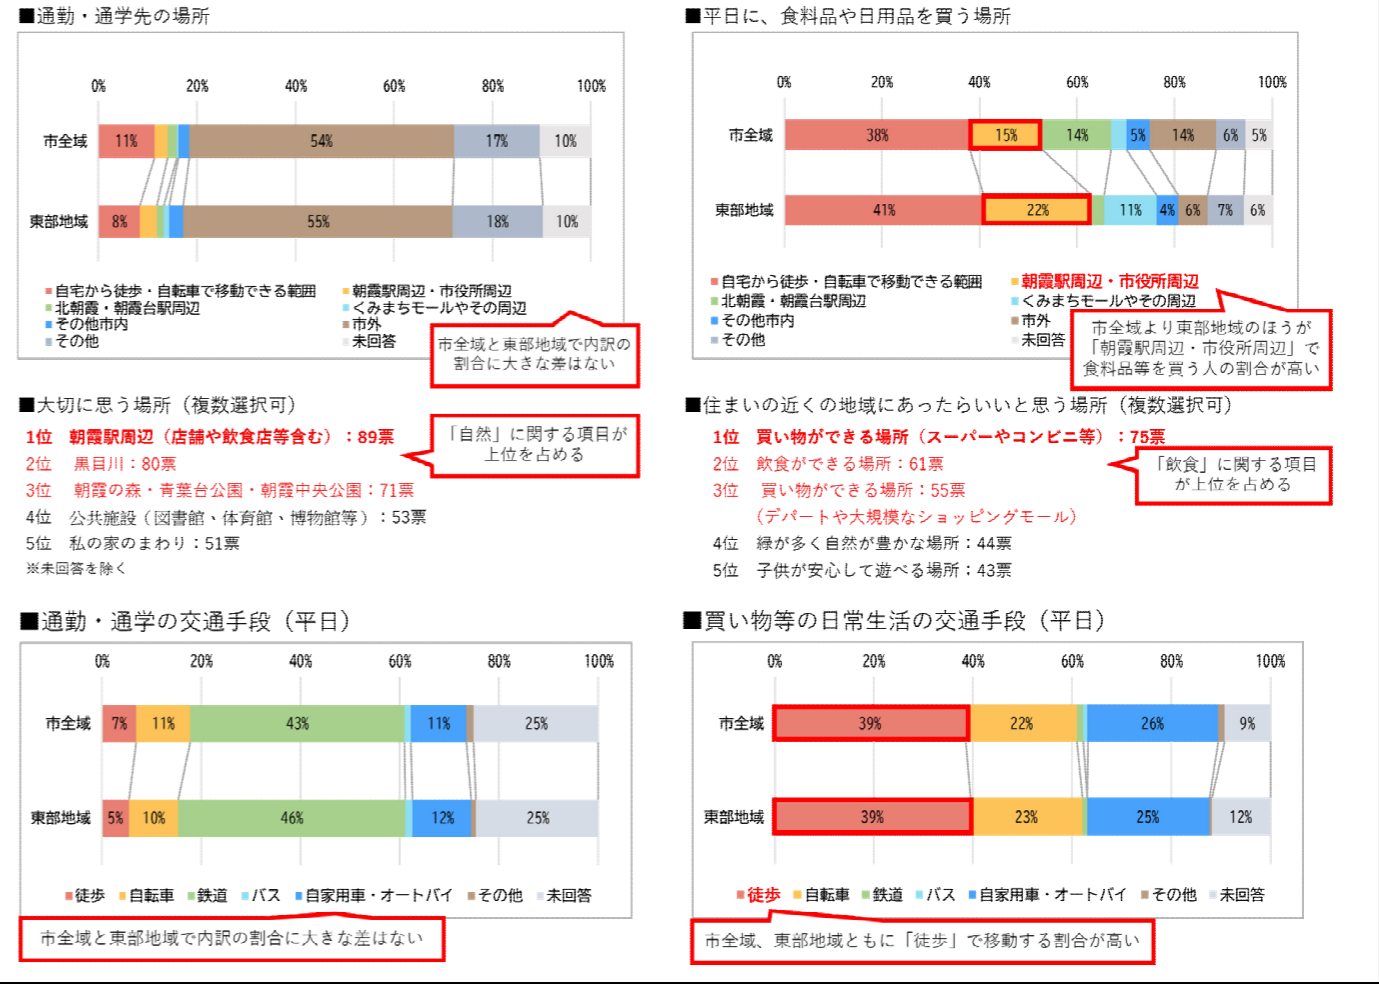 ■通勤・通学先の場所
0% 20% 40% 60% 80% 100%
市全域 11% 54% 17% 10%
東部地域 8% 55% 18% 10%
自宅から徒歩・自転車で移動できる範囲 朝霞駅周辺・市役所周辺
北朝霞・朝霞台駅周辺 くみまちモールやその周辺
その他市内 市外
その他 未回答
市全域と東部地域で内訳の
割合に大きな差はない
■平日に、食料品や日用品を買う場所
0% 20% 40% 60% 80% 100%
市全域 38% 15% 14% 5% 14% 6% 5%
東部地域 41% 22% 11% 4% 6% 7% 6%
自宅から徒歩・自転車で移動できる範囲 朝霞駅周辺・市役所周辺
北朝霞・朝霞台駅周辺 くみまちモールやその周辺
その他市内 市外
その他 未回答
市全域より東部地域のほうが
「朝霞駅周辺・市役所周辺」で
食料品等を買う人の割合が高い
■大切に思う場所（複数選択可）
1位 朝霞駅周辺（店舗や飲食店等含む）：89票
2位 黒目川：80票
3位 朝霞の森・青葉台公園・朝霞中央公園：71票
4位 公共施設（図書館、体育館、博物館等）：53票
5位 私の家のまわり：51票
※未回答を除く
「自然」に関する項目が
上位を占める
■住まいの近くの地域にあったらいいと思う場所（複数選択可）
1位 買い物ができる場所（スーパーやコンビニ等）：75票
2位 飲食ができる場所：61票
3位 買い物ができる場所：55票
（デパートや大規模なショッピングモール）
4位 緑が多く自然が豊かな場所：44票
5位 子供が安心して遊べる場所：43票
「飲食」に関する項目
が上位を占める
■通勤・通学の交通手段（平日）
0% 20% 40% 60% 80% 100%
市全域 7% 11% 43% 11% 25%
東部地域 5% 10% 46% 12% 25%
徒歩 自転車 鉄道 バス 自家用車・オートバイ その他 未回答
市全域と東部地域で内訳の割合に大きな差はない
■買い物等の日常生活の交通手段（平日）
0% 20% 40% 60% 80% 100%
市全域 39% 22% 26% 9%
東部地域 39% 23% 25% 12%
徒歩 自転車 鉄道 バス 自家用車・オートバイ その他 未回答
市全域、東部地域ともに「徒歩」で移動する割合が高い